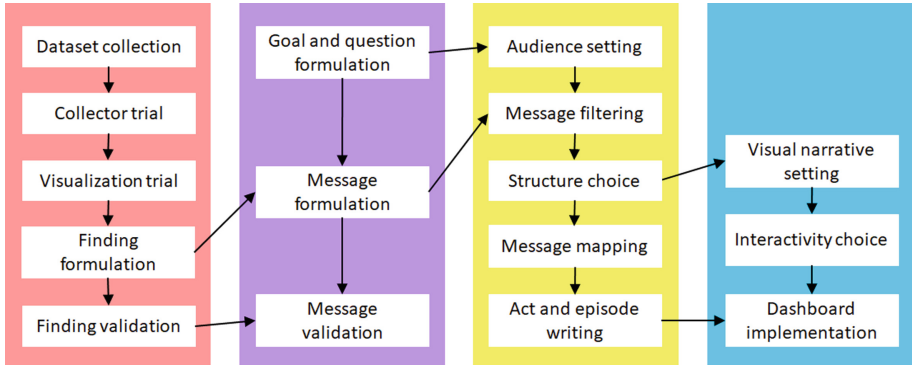 Dataset collection
Collector trial
Visualization trial
Finding
formulation
Finding validation
Goal and question
formulation
Message
formulation
Message
validation
Audience setting
Message filtering
Structure choice
Message mapping
Act and episode
writing
Visual narrative
setting
Interactivity choice
Dashboard
implementation